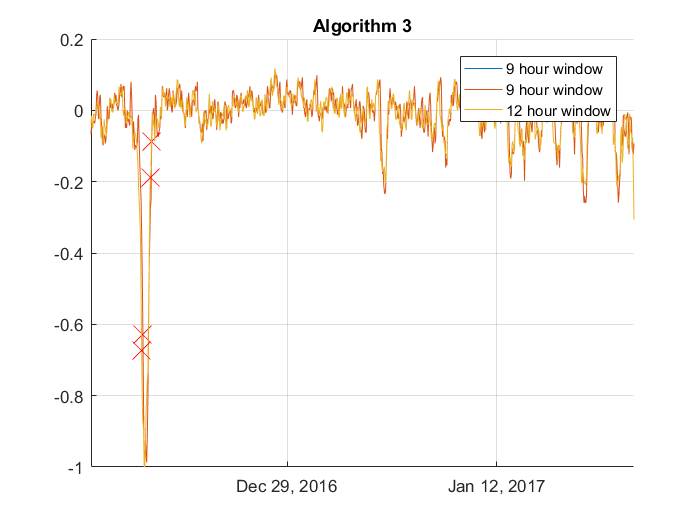 Algorithm 3
0.2
9 hour window
9 hour window
12 hour window
0
-0.2
-0.4
-0.6
-0.8
-1
Dec 29, 2016
Jan 12, 2017